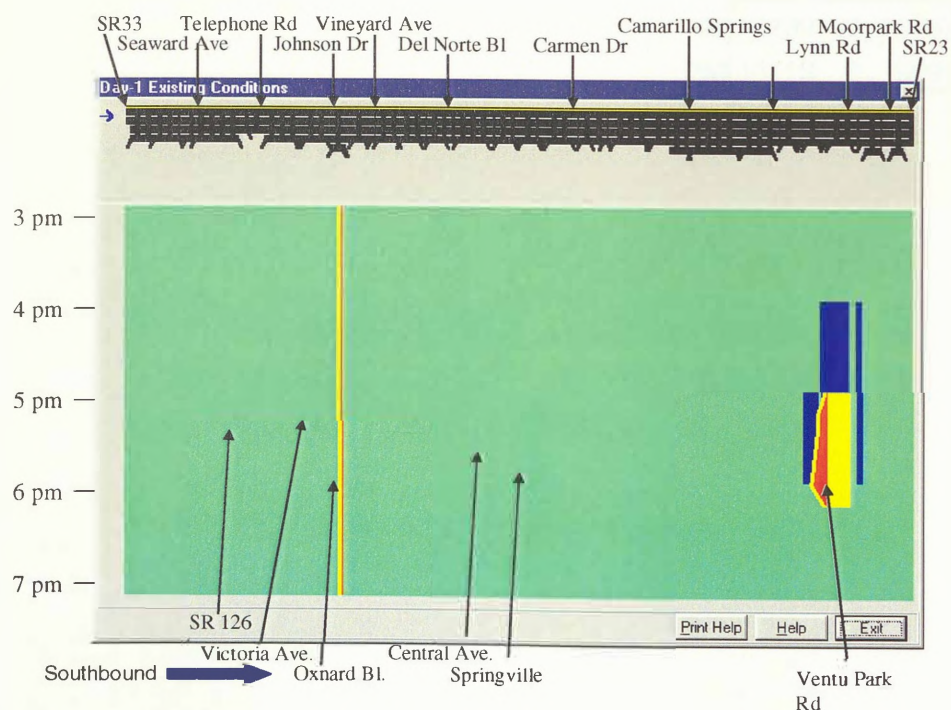 SR33 Telephone Rd Vineyard Ave Camarillo Springs Moorpark Rd
Seaward Ave Johnson Dr Del Norte Bl Carmen Dr Lynn Rd SR23
Day-1 Existing Conditions
3 pm
4 pm
5 pm
6 pm
7 pm
SR 126
Print Help Help Exit
Victoria Ave. Central Ave.
Southbound Oxnard Bl. Springville Ventu Park
Rd